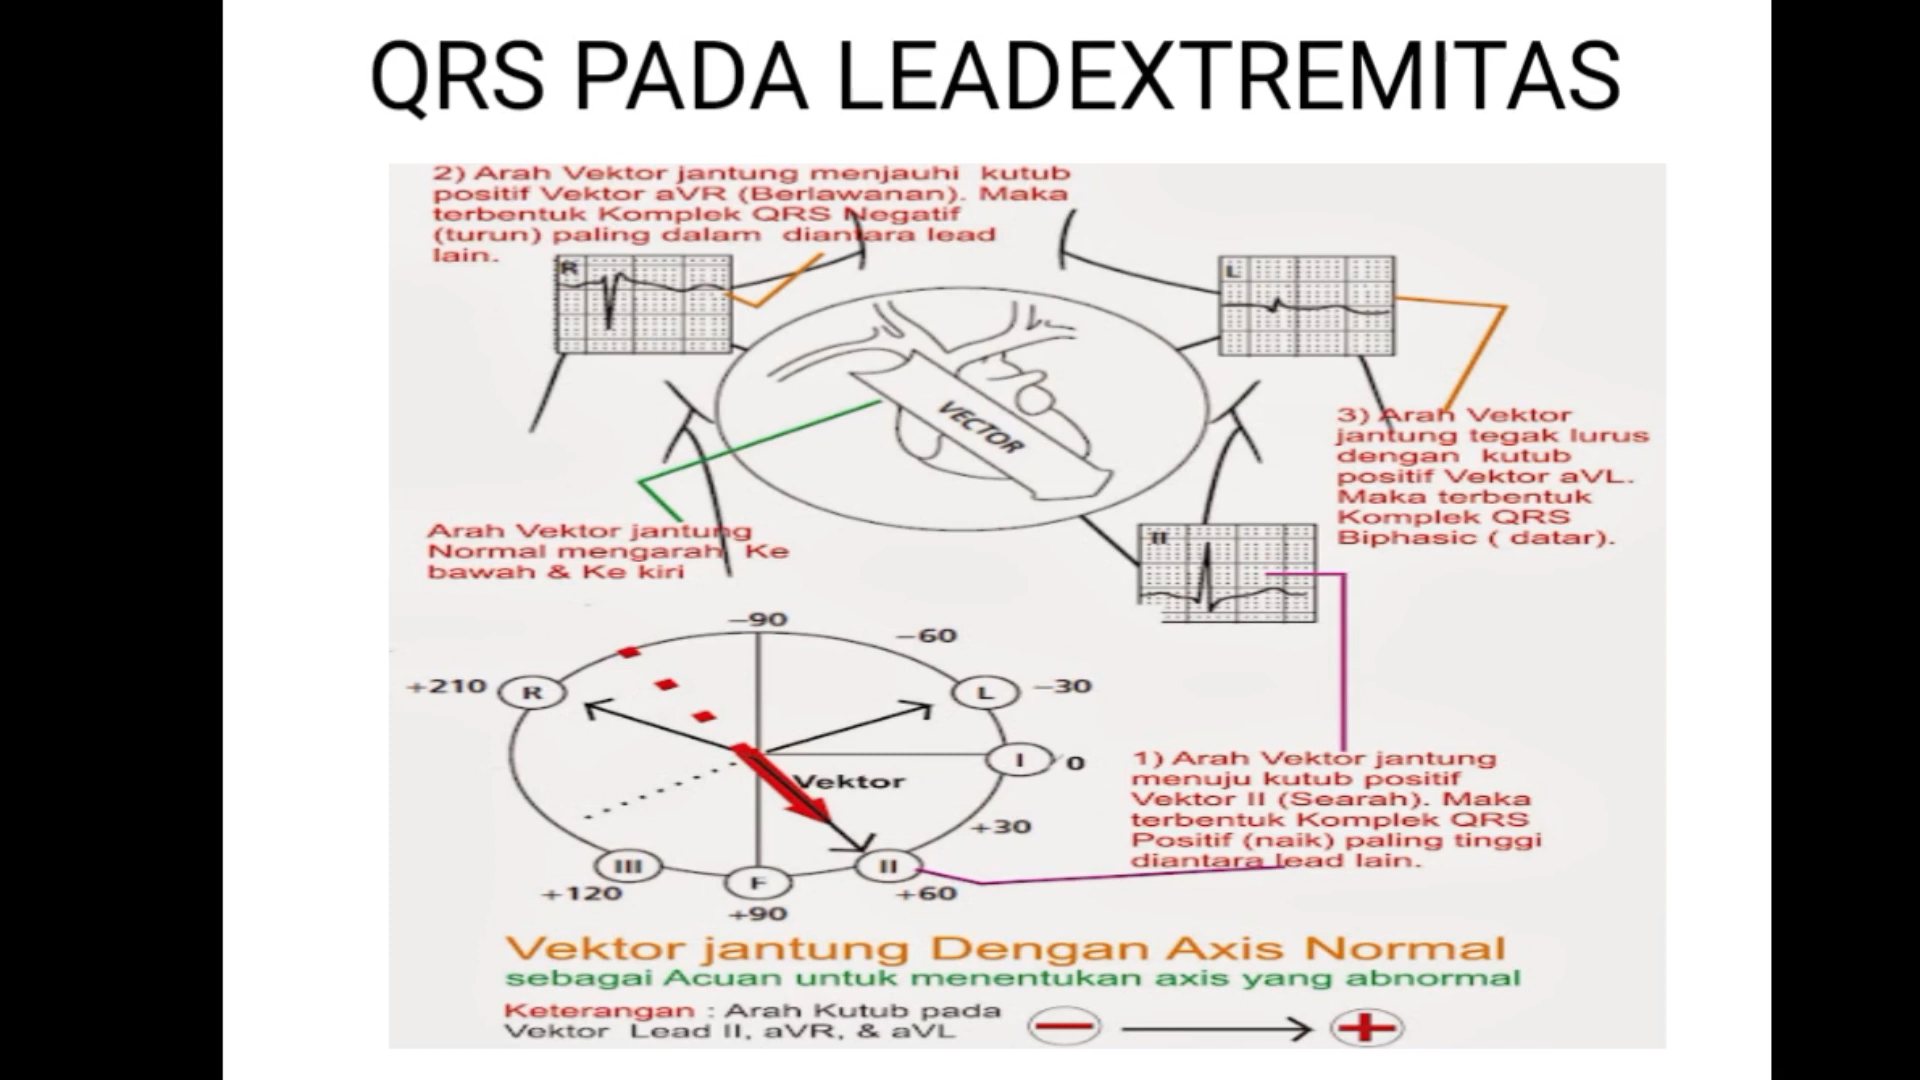 QRS PADA LEADEXTREMITAS
2) Arah Vektor jantung menjauhi kutub
positif Vektor aVR (Berlawanan). Maka
terbentuk Komplek QRS Negatif
(turun) paling dalam diantara lead
lain.
R
L
VECTOR
3) Arah Vektor
jantung tegak lurus
dengan kutub
positif Vektor aVL.
Maka terbentuk
Komplek QRS
Biphasic ( datar).
Arah Vektor jantung
Normal mengarah Ke
bawah & Ke kiri
II
−90
−60
+210
R
L
−30
I
0
Vektor
+30
III
F
II
+120
+90
+60
1) Arah Vektor jantung
menuju kutub positif
Vektor II (Searah). Maka
terbentuk Komplek QRS
Positif (naik) paling tinggi
diantara lead lain.
Vektor jantung Dengan Axis Normal
sebagai Acuan untuk menentukan axis yang abnormal
Keterangan : Arah Kutub pada
Vektor Lead II, aVR, & aVL